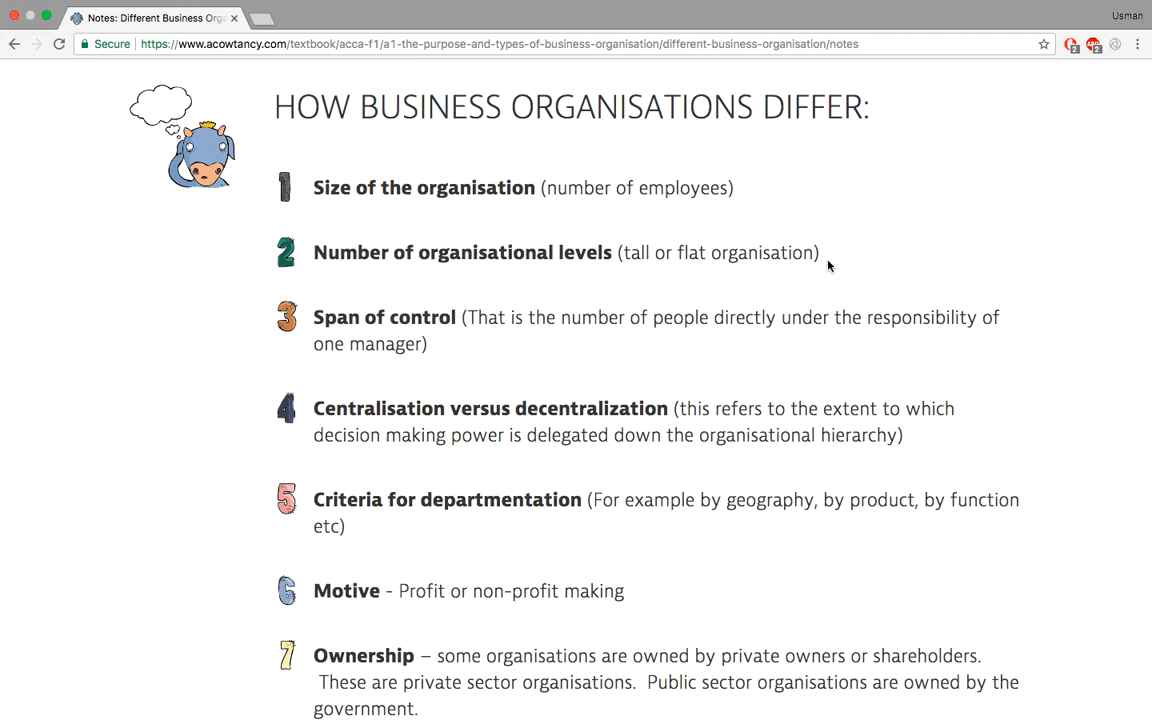 Notes: Different Business Orga
Usman
Secure
https://www.acowtancy.com/textbook/acca-f1/a1-the-purpose-and-types-of-business-organisation/different-business-organisation/notes
2
ABP
2
HOW BUSINESS ORGANISATIONS DIFFER:
1 Size of the organisation (number of employees)
2 Number of organisational levels (tall or flat organisation)
3 Span of control (That is the number of people directly under the responsibility of
one manager)
4 Centralisation versus decentralization (this refers to the extent to which
decision making power is delegated down the organisational hierarchy)
5 Criteria for departmentation (For example by geography, by product, by function
etc)
6 Motive - Profit or non-profit making
7 Ownership – some organisations are owned by private owners or shareholders.
These are private sector organisations. Public sector organisations are owned by the
government.